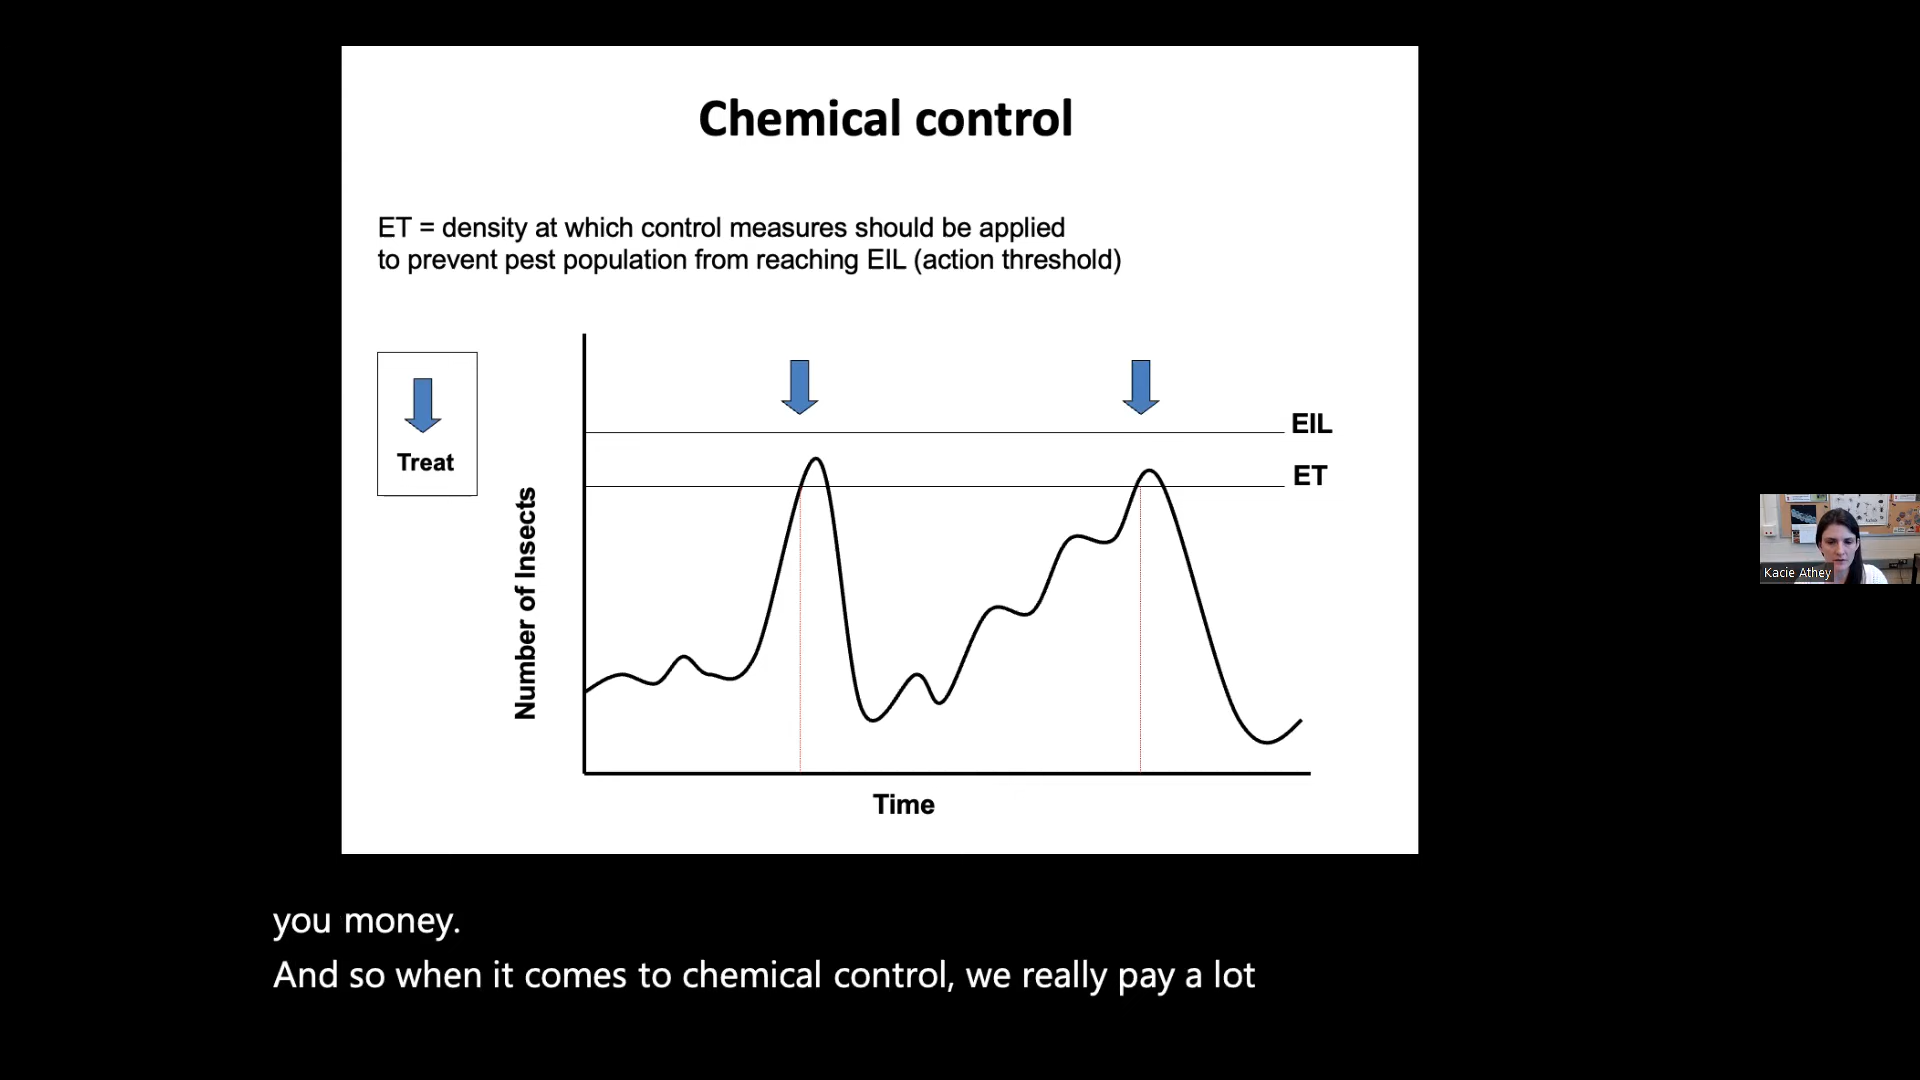 Chemical control
ET = density at which control measures should be applied
to prevent pest population from reaching EIL (action threshold)
Treat
EIL
ET
Number of Insects
Time
Kacie Athey
you money.
And so when it comes to chemical control, we really pay a lot